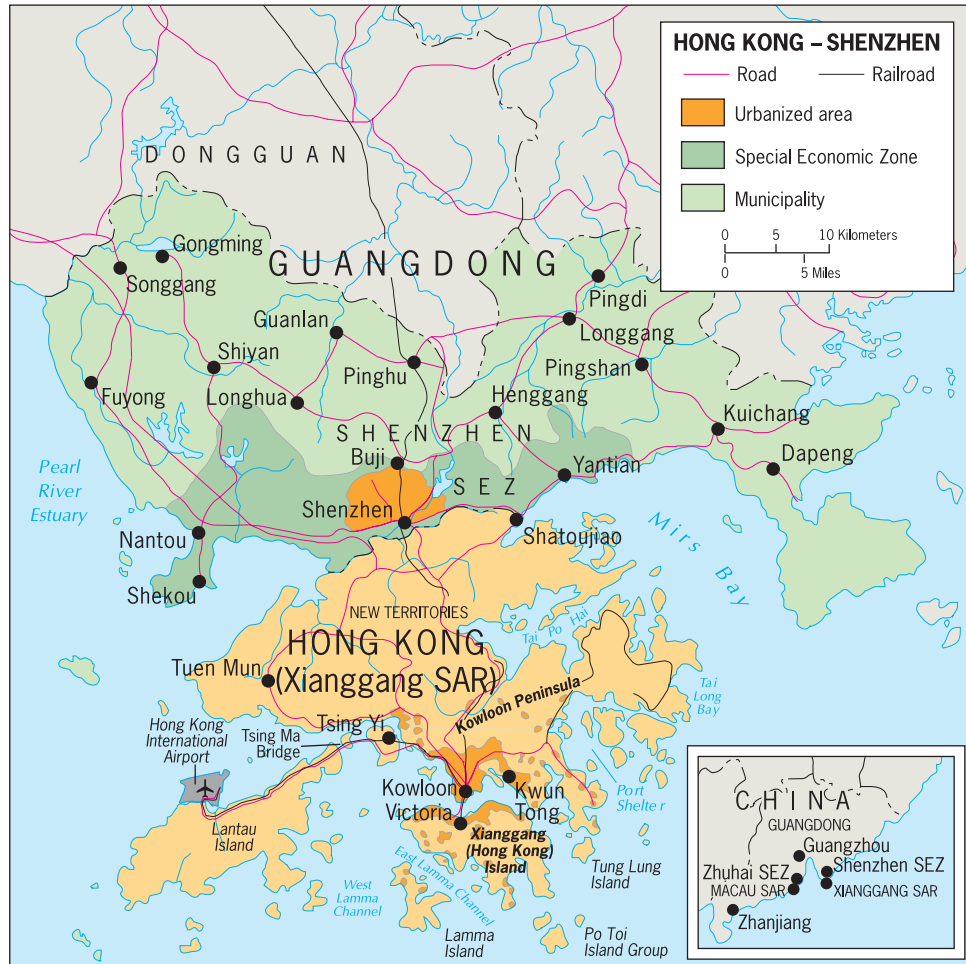 HONG KONG – SHENZHEN
Road
Railroad
Urbanized area
Special Economic Zone
Municipality
0 5 10 Kilometers
0 5 Miles
DONGGUAN
GUANGDONG
Gongming
Songgang
Pingdi
Guanlan
Longgang
Shiyan
Pinghu
Pingshan
Fuyong
Longhua
Henggang
Kuichang
SHENZHEN
Buji
Dapeng
Pearl
River
Estuary
SEZ
Yantian
Shenzhen
Nantou
Shatoujiao
Mirs Bay
Shekou
NEW TERRITORIES
Tai Po Hai
HONG KONG
(Xianggang SAR)
Tuen Mun
Kowloon Peninsula
Tai
Long
Bay
Hong Kong
International
Airport
Tsing Ma
Bridge
Tsing Yi
Port
Shelter
Kowloon
Kwun
Tong
Victoria
Lantau
Island
Xianggang
(Hong Kong)
Island
East Lamma Channel
West
Lamma
Channel
Tung Lung
Island
Lamma
Island
Po Toi
Island Group
CHINA
GUANGDONG
Guangzhou
Shenzhen SEZ
Zhuhai SEZ
MACAU SAR
XIANGGANG SAR
Zhanjiang